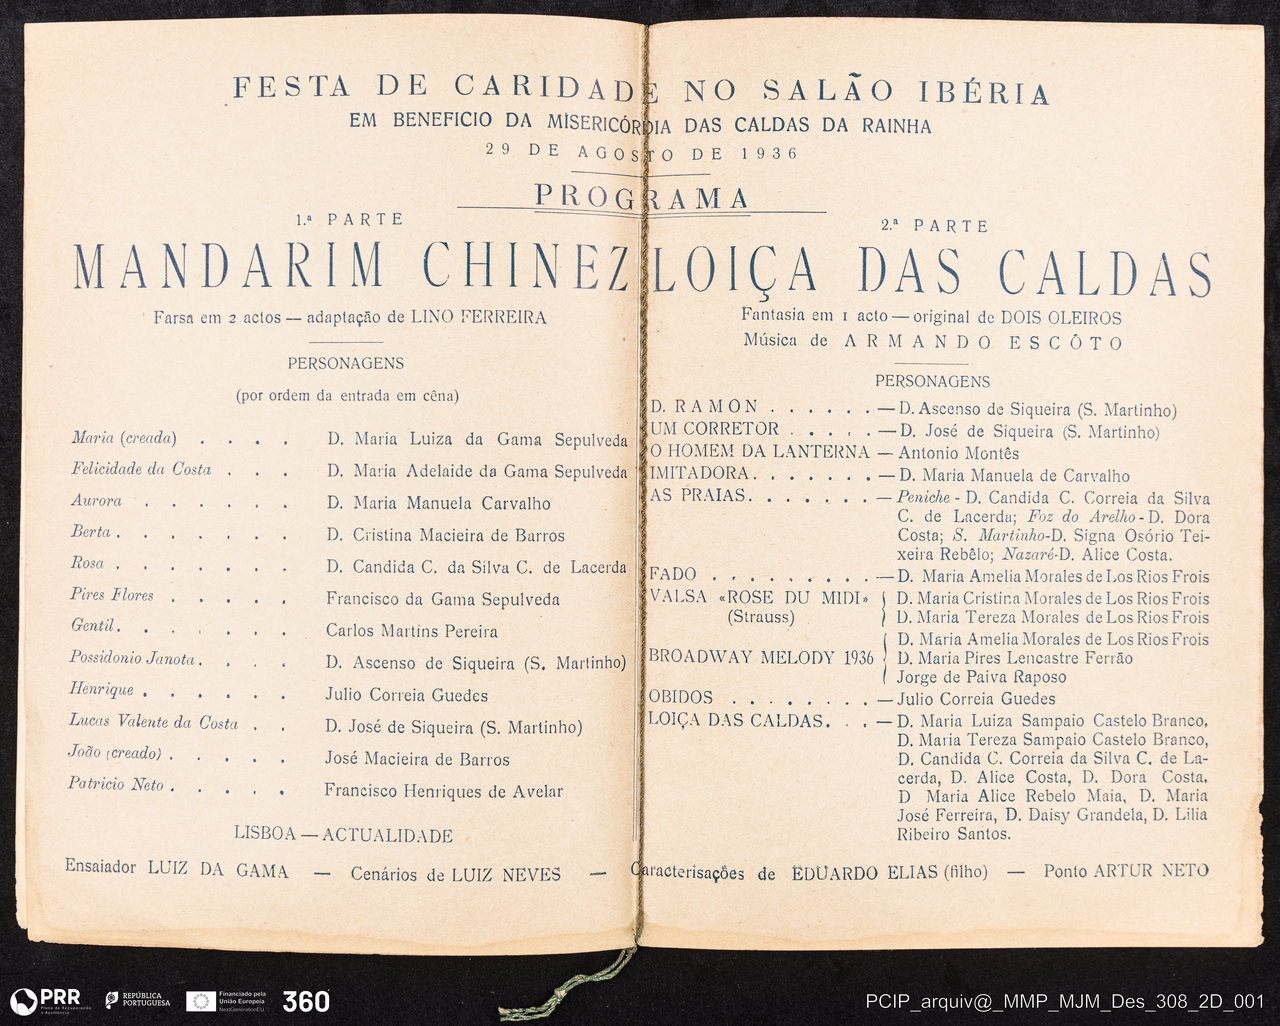 FESTA DE CARIDADE NO SALÃO IBÉRIA
EM BENEFICIO DA MISERICÓRDIA DAS CALDAS DA RAINHA
29 DE AGOSTO DE 1936
PROGRAMA
1.ª PARTE
MANDARIM CHINEZ
Farsa em 2 actos — adaptação de LINO FERREIRA
PERSONAGENS
(por ordem da entrada em cêna)
Maria (creada) . . . . D. Maria Luiza da Gama Sepulveda
Felicidade da Costa . . . D. Maria Adelaide da Gama Sepulveda
Aurora . . . . . . D. Maria Manuela Carvalho
Berta . . . . . . . D. Cristina Macieira de Barros
Rosa . . . . . . . D. Candida C. da Silva C. de Lacerda
Pires Flores . . . . . Francisco da Gama Sepulveda
Gentil . . . . . . . Carlos Martins Pereira
Possidonio Janota . . . . D. Ascenso de Siqueira (S. Martinho)
Henrique . . . . . . Julio Correia Guedes
Lucas Valente da Costa . . D. José de Siqueira (S. Martinho)
João (creado) . . . . . José Macieira de Barros
Patricio Neto . . . . . Francisco Henriques de Avelar
LISBOA — ACTUALIDADE
2.ª PARTE
LOIÇA DAS CALDAS
Fantasia em 1 acto — original de DOIS OLEIROS
Música de ARMANDO ESCÔTO
PERSONAGENS
D. RAMON . . . . . . — D. Ascenso de Siqueira (S. Martinho)
UM CORRETOR . . . . . — D. José de Siqueira (S. Martinho)
O HOMEM DA LANTERNA — Antonio Montês
IMITADORA . . . . . . . — D. Maria Manuela de Carvalho
AS PRAIAS . . . . . . . — Peniche - D. Candida C. Correia da Silva
C. de Lacerda; Foz do Arelho - D. Dora
Costa; S. Martinho-D. Signa Osório Tei-
xeira Rebêlo; Nazaré-D. Alice Costa.
FADO . . . . . . . . . — D. Maria Amelia Morales de Los Rios Frois
VALSA «ROSE DU MIDI» D. Maria Cristina Morales de Los Rios Frois
(Strauss) D. Maria Tereza Morales de Los Rios Frois
D. Maria Amelia Morales de Los Rios Frois
BROADWAY MELODY 1936 D. Maria Pires Lencastre Ferrão
Jorge de Paiva Raposo
OBIDOS . . . . . . . . — Julio Correia Guedes
LOIÇA DAS CALDAS . . . — D. Maria Luiza Sampaio Castelo Branco,
D. Maria Tereza Sampaio Castelo Branco,
D. Candida C. Correia da Silva C. de La-
cerda, D. Alice Costa, D. Dora Costa,
D Maria Alice Rebelo Maia, D. Maria
José Ferreira, D. Daisy Grandela, D. Lilia
Ribeiro Santos.
Ensaiador LUIZ DA GAMA — Cenários de LUIZ NEVES — Caracterisações de EDUARDO ELIAS (filho) — Ponto ARTUR NETO
PRR
Plano de Recuperação
e Resiliência
REPÚBLICA
PORTUGUESA
Financiado pela
União Europeia
NextGenerationEU
360
PCIP_arquiv@_MMP_MJM_Des_308_2D_001